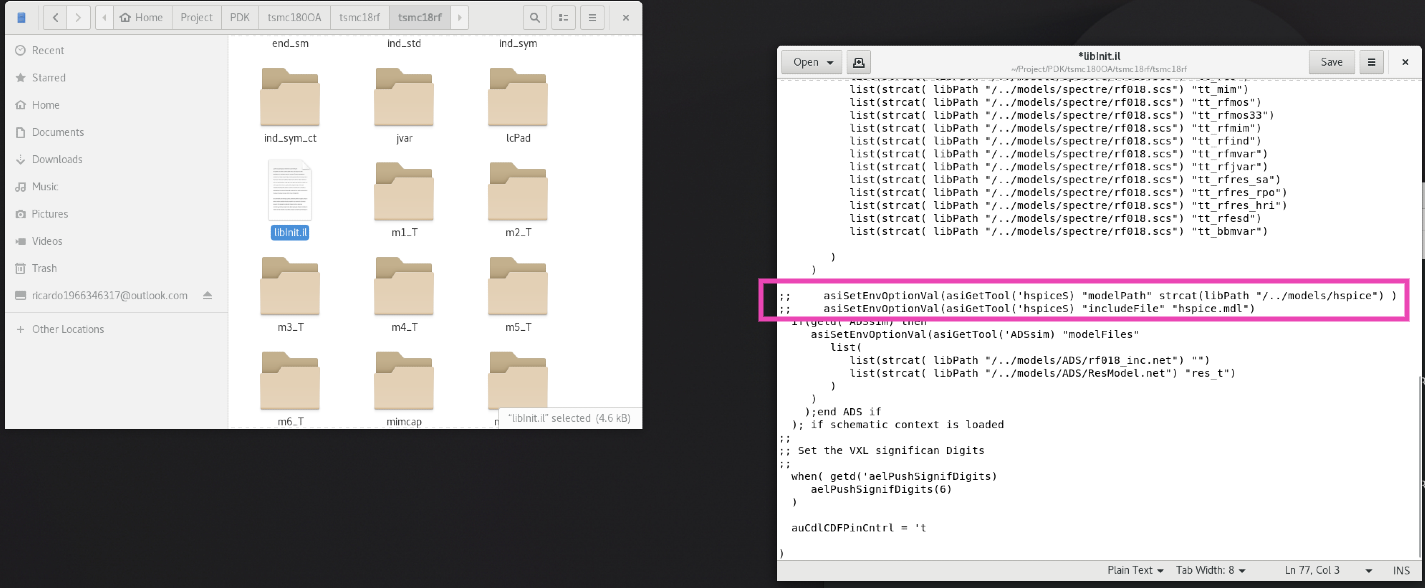 Home
Project
PDK
tsmc180OA
tsmc18rf
tsmc18rf
Recent
Starred
Home
Documents
Downloads
Music
Pictures
Videos
Trash
ricardo1966346317@outlook.com
Other Locations
end_sm
ind_std
ind_sym
ind_sym_ct
jvar
lcPad
libInit.il
m1_T
m2_T
m3_T
m4_T
m5_T
m6_T
mimcap
"libInit.il" selected (4.6 kB)
Open
*libInit.il
~/Project/PDK/tsmc180OA/tsmc18rf/tsmc18rf
Save
list(strcat( libPath "/../models/spectre/rf018.scs") "tt_mim")
list(strcat( libPath "/../models/spectre/rf018.scs") "tt_rfmos")
list(strcat( libPath "/../models/spectre/rf018.scs") "tt_rfmos33")
list(strcat( libPath "/../models/spectre/rf018.scs") "tt_rfmim")
list(strcat( libPath "/../models/spectre/rf018.scs") "tt_rfind")
list(strcat( libPath "/../models/spectre/rf018.scs") "tt_rfmvar")
list(strcat( libPath "/../models/spectre/rf018.scs") "tt_rfjvar")
list(strcat( libPath "/../models/spectre/rf018.scs") "tt_rfres_sa")
list(strcat( libPath "/../models/spectre/rf018.scs") "tt_rfres_rpo")
list(strcat( libPath "/../models/spectre/rf018.scs") "tt_rfres_hri")
list(strcat( libPath "/../models/spectre/rf018.scs") "tt_rfesd")
list(strcat( libPath "/../models/spectre/rf018.scs") "tt_bbmvar")
)
)
;; asiSetEnvOptionVal(asiGetTool('hspiceS) "modelPath" strcat(libPath "/../models/hspice") )
;; asiSetEnvOptionVal(asiGetTool('hspiceS) "includeFile" "hspice.mdl")
if(getd('ADSsim) then
asiSetEnvOptionVal(asiGetTool('ADSsim) "modelFiles"
list(
list(strcat( libPath "/../models/ADS/rf018_inc.net") "")
list(strcat( libPath "/../models/ADS/ResModel.net") "res_t")
)
)
);end ADS if
); if schematic context is loaded
;;
;; Set the VXL significan Digits
;;
when( getd('aelPushSignifDigits)
aelPushSignifDigits(6)
)
auCdlCDFPinCntrl = 't
)
Plain Text
Tab Width: 8
Ln 77, Col 3
INS